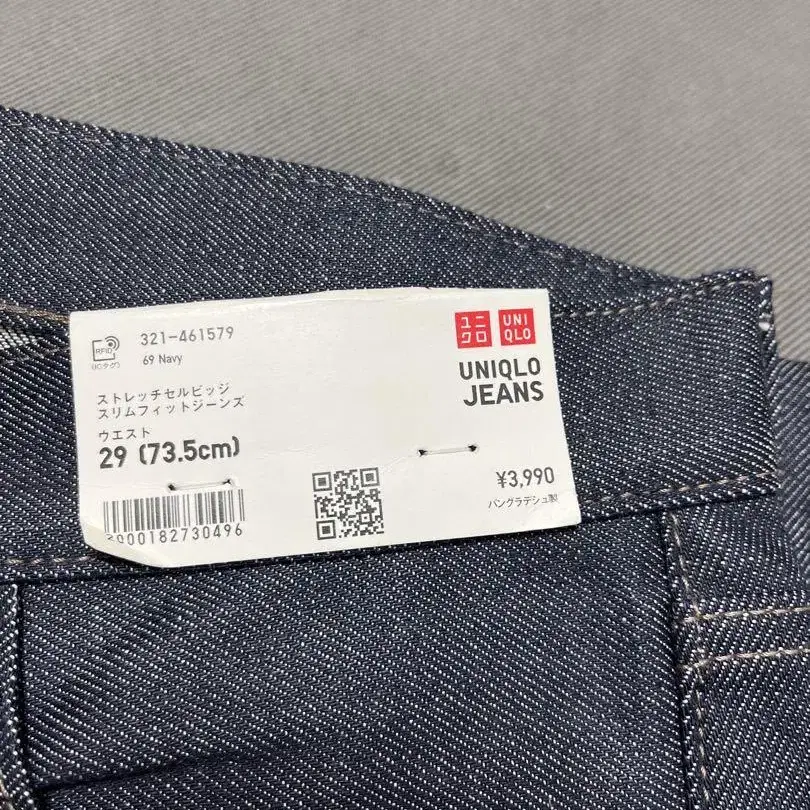 321-461579
69 Navy
RFID
(ICタグ)
ストレッチセルビッジ
スリムフィットジーンズ
ウエスト
29 (73.5cm)
2000182730496
ユニ
クロ
UNI
QLO
UNIQLO
JEANS
¥3,990
バングラデシュ製